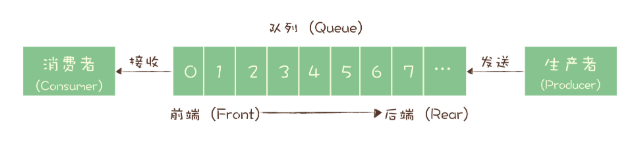 队列 (Queue)
消费者
(Consumer)
接收
0 1 2 3 4 5 6 7 ···
发送
生产者
(Producer)
前端 (Front) 后端 (Rear)